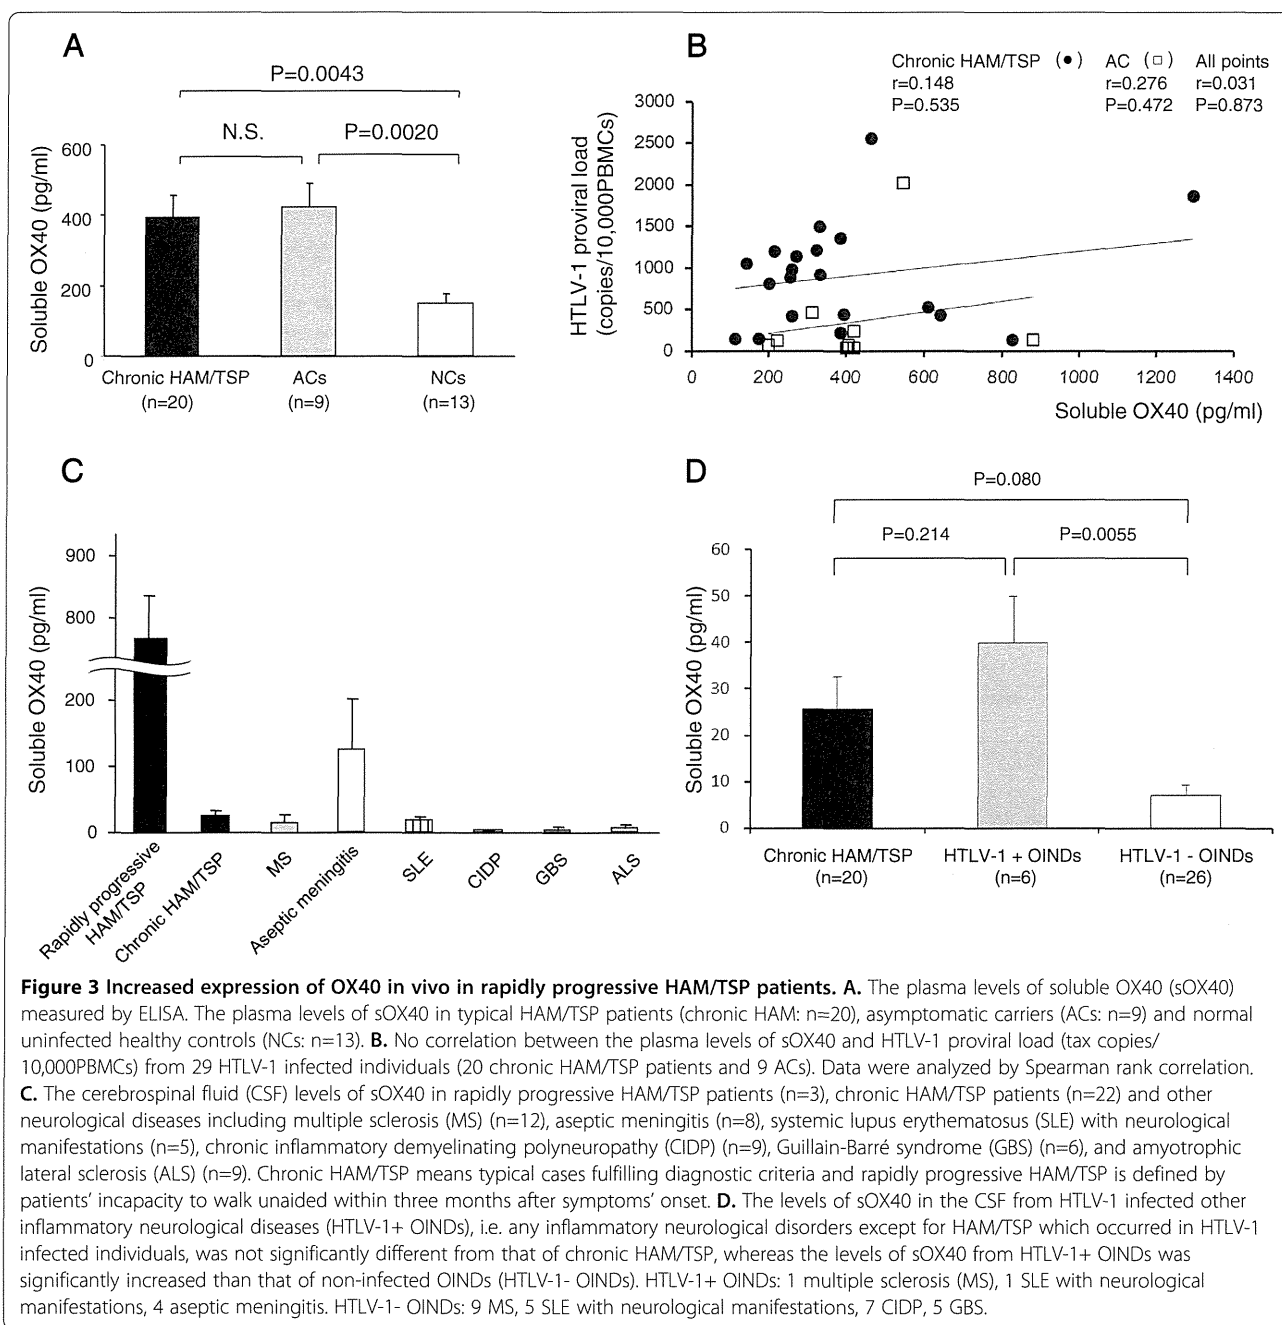 A
P=0.0043
N.S.
P=0.0020
Soluble OX40 (pg/ml)
600
400
200
0
Chronic HAM/TSP
(n=20)
ACs
(n=9)
NCs
(n=13)
B
Chronic HAM/TSP (●) AC (□) All points
r=0.148 r=0.276 r=0.031
P=0.535 P=0.472 P=0.873
HTLV-1 proviral load
(copies/10,000PBMCs)
3000
2500
2000
1500
1000
500
0
0 200 400 600 800 1000 1200 1400
Soluble OX40 (pg/ml)
C
Soluble OX40 (pg/ml)
900
800
200
100
0
Rapidly progressive
HAM/TSP
Chronic HAM/TSP
MS
Aseptic meningitis
SLE
CIDP
GBS
ALS
D
P=0.080
P=0.214
P=0.0055
Soluble OX40 (pg/ml)
60
50
40
30
20
10
0
Chronic HAM/TSP
(n=20)
HTLV-1 + OINDs
(n=6)
HTLV-1 - OINDs
(n=26)
Figure 3 Increased expression of OX40 in vivo in rapidly progressive HAM/TSP patients. A. The plasma levels of soluble OX40 (sOX40)
measured by ELISA. The plasma levels of sOX40 in typical HAM/TSP patients (chronic HAM: n=20), asymptomatic carriers (ACs: n=9) and normal
uninfected healthy controls (NCs: n=13). B. No correlation between the plasma levels of sOX40 and HTLV-1 proviral load (tax copies/
10,000PBMCs) from 29 HTLV-1 infected individuals (20 chronic HAM/TSP patients and 9 ACs). Data were analyzed by Spearman rank correlation.
C. The cerebrospinal fluid (CSF) levels of sOX40 in rapidly progressive HAM/TSP patients (n=3), chronic HAM/TSP patients (n=22) and other
neurological diseases including multiple sclerosis (MS) (n=12), aseptic meningitis (n=8), systemic lupus erythematosus (SLE) with neurological
manifestations (n=5), chronic inflammatory demyelinating polyneuropathy (CIDP) (n=9), Guillain-Barré syndrome (GBS) (n=6), and amyotrophic
lateral sclerosis (ALS) (n=9). Chronic HAM/TSP means typical cases fulfilling diagnostic criteria and rapidly progressive HAM/TSP is defined by
patients' incapacity to walk unaided within three months after symptoms' onset. D. The levels of sOX40 in the CSF from HTLV-1 infected other
inflammatory neurological diseases (HTLV-1+ OINDs), i.e. any inflammatory neurological disorders except for HAM/TSP which occurred in HTLV-1
infected individuals, was not significantly different from that of chronic HAM/TSP, whereas the levels of sOX40 from HTLV-1+ OINDs was
significantly increased than that of non-infected OINDs (HTLV-1- OINDs). HTLV-1+ OINDs: 1 multiple sclerosis (MS), 1 SLE with neurological
manifestations, 4 aseptic meningitis. HTLV-1- OINDs: 9 MS, 5 SLE with neurological manifestations, 7 CIDP, 5 GBS.